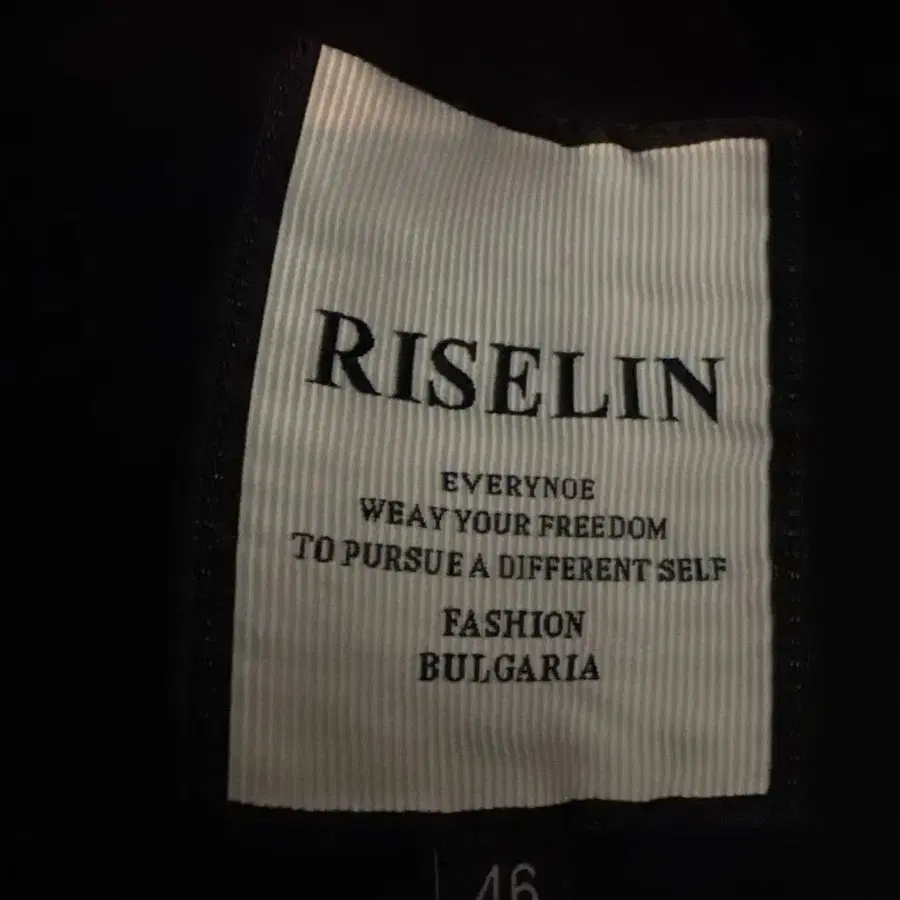 RISELIN
EVERYNOE
WEAY YOUR FREEDOM
TO PURSUE A DIFFERENT SELF
FASHION
BULGARIA
46